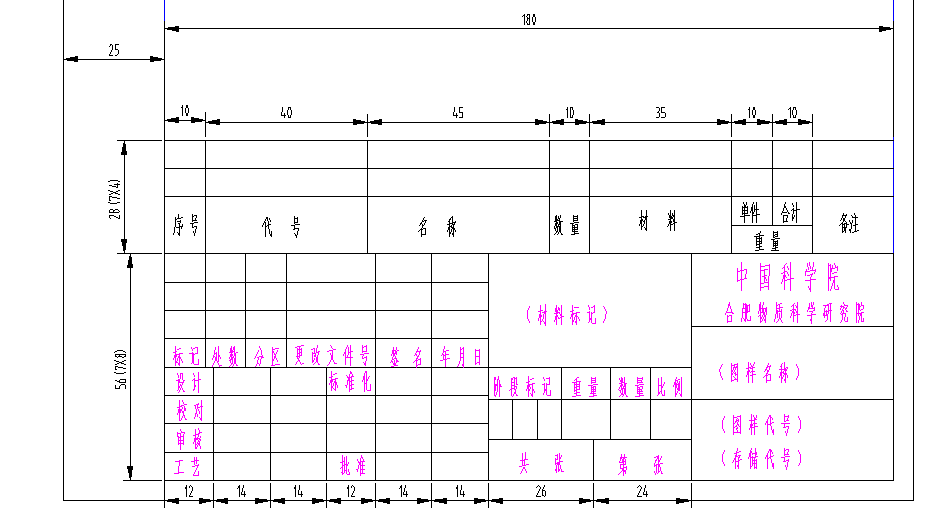 180
25
10 40 45 10 35 10 10
28(7X4)
单件 合计
序号 代号 名称 数量 材料 备注
重量
中国科学院
(材料标记) 合肥物质科学研究院
标记 处数 分区 更改文件号 签名 年月日
56(7X8)
设计 标准化 阶段标记 重量 数量 比例 (图样名称)
校对
(图样代号)
审核
(存储代号)
工艺 批准 共 张 第 张
12 14 14 12 14 14 26 24